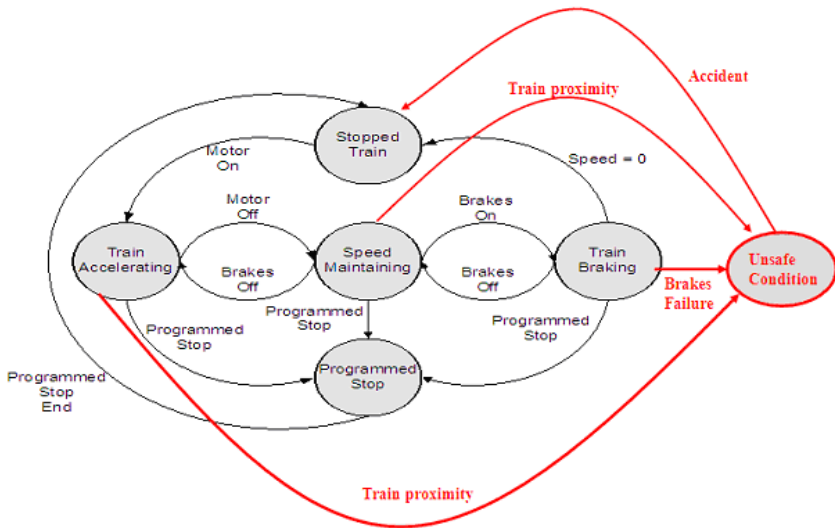 Accident
Train proximity
Stopped
Train
Motor
On
Speed = 0
Motor
Off
Brakes
On
Train
Accelerating
Speed
Maintaining
Train
Braking
Unsafe
Condition
Brakes
Off
Brakes
Off
Brakes
Failure
Programmed
Stop
Programmed
Stop
Programmed
Stop
Programmed
Stop
Programmed
Stop
End
Train proximity